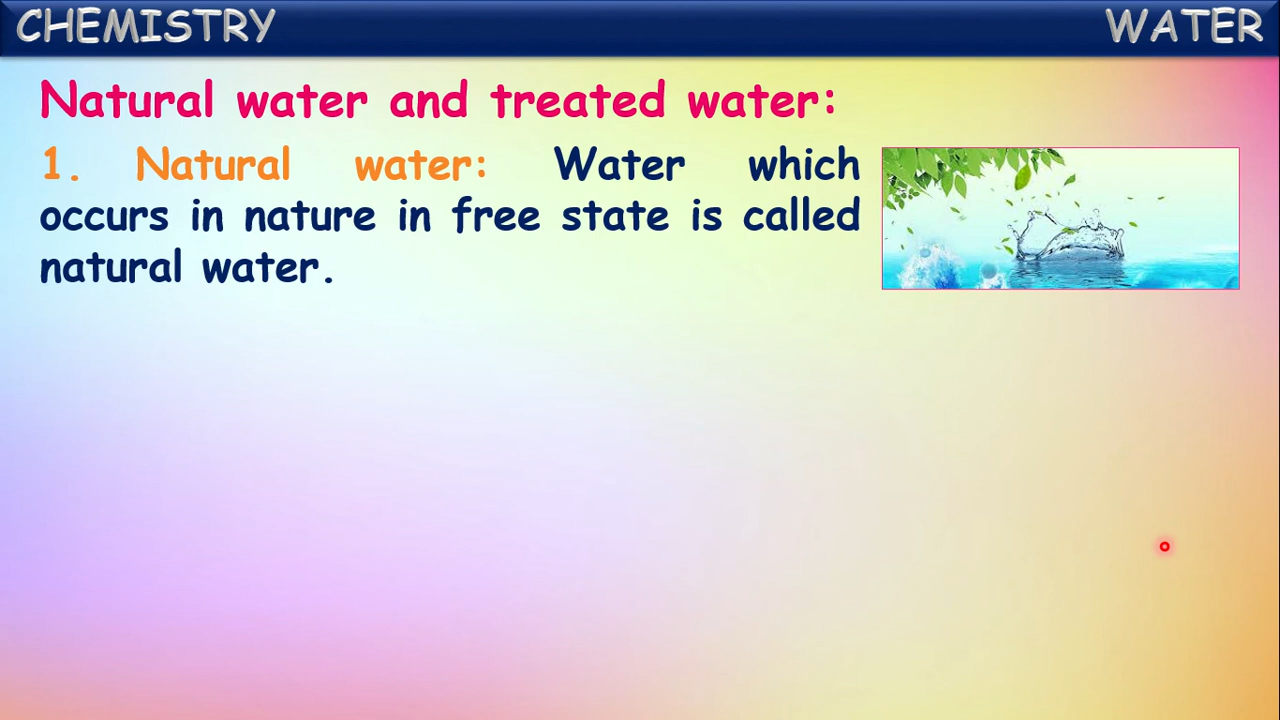 CHEMISTRY WATER
Natural water and treated water:
1. Natural water: Water which
occurs in nature in free state is called
natural water.